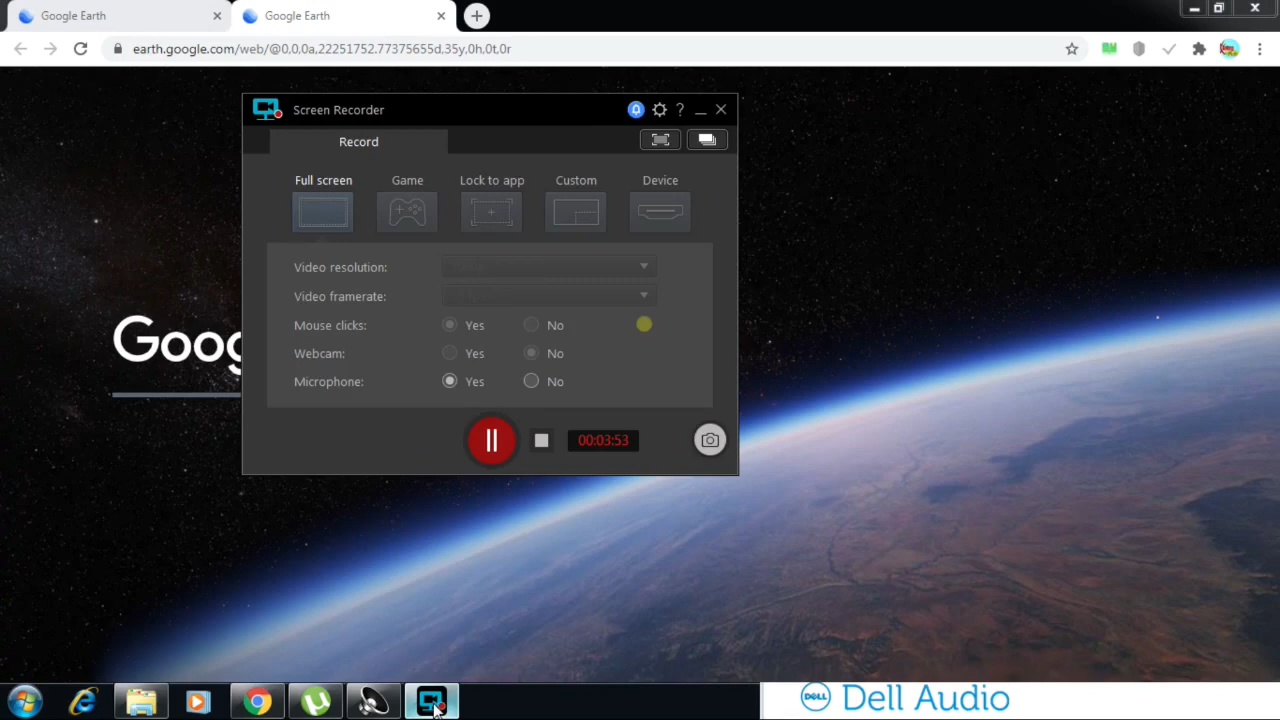 Google Earth
Google Earth
earth.google.com/web/@0,0,0a,22251752.77375655d,35y,0h,0t,0r
Screen Recorder
?
Record
Full screen
Game
Lock to app
Custom
Device
Video resolution:
Video framerate:
Mouse clicks:
Yes
No
Webcam:
Yes
No
Microphone:
Yes
No
00:03:53
Goog
DELL
Dell Audio